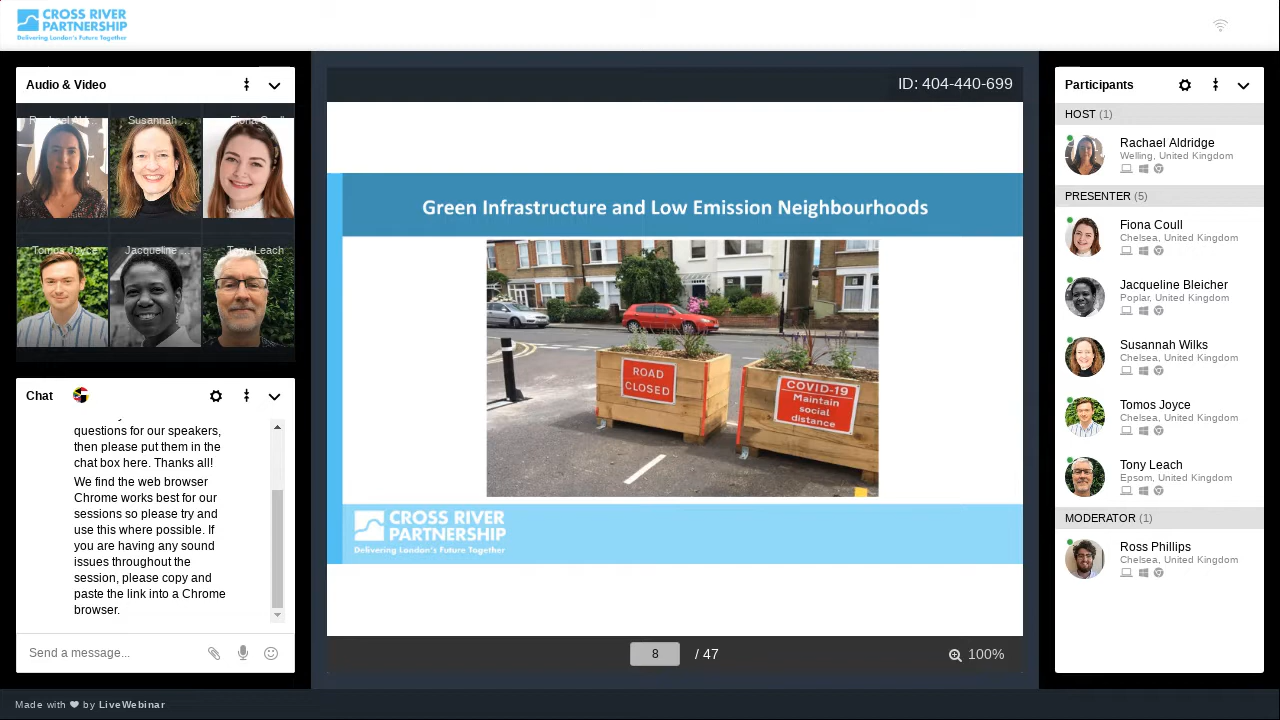 CROSS RIVER
PARTNERSHIP
Delivering London's Future Together
Audio & Video
Susannah ...
Fiona Coull
Tomos Joyce
Jacqueline ...
Tony Leach
Chat
questions for our speakers,
then please put them in the
chat box here. Thanks all!
We find the web browser
Chrome works best for our
sessions so please try and
use this where possible. If
you are having any sound
issues throughout the
session, please copy and
paste the link into a Chrome
browser.
Send a message...
ID: 404-440-699
Green Infrastructure and Low Emission Neighbourhoods
ROAD
CLOSED
COVID-19
Maintain
social
distance
CROSS RIVER
PARTNERSHIP
Delivering London's Future Together
8 / 47
100%
Participants
HOST (1)
Rachael Aldridge
Welling, United Kingdom
PRESENTER (5)
Fiona Coull
Chelsea, United Kingdom
Jacqueline Bleicher
Poplar, United Kingdom
Susannah Wilks
Chelsea, United Kingdom
Tomos Joyce
Chelsea, United Kingdom
Tony Leach
Epsom, United Kingdom
MODERATOR (1)
Ross Phillips
Chelsea, United Kingdom
Made with by LiveWebinar